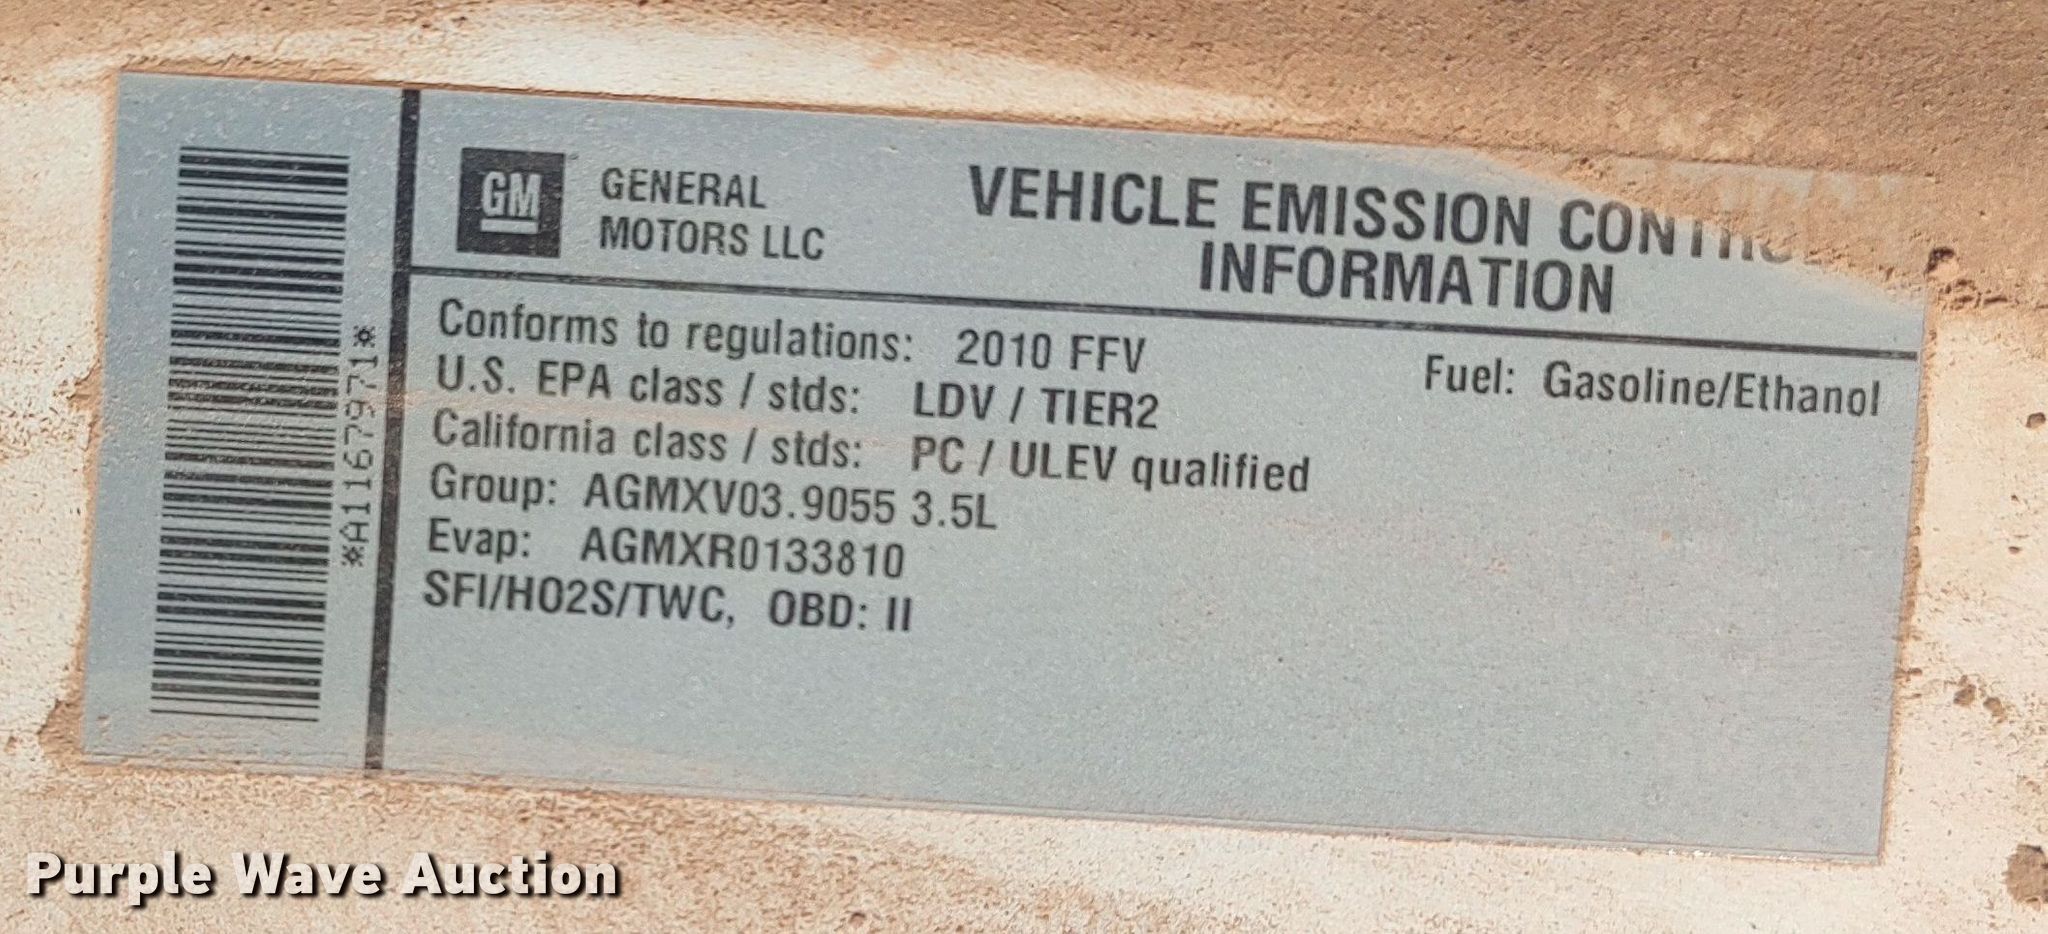 *A11679971*
GM
GENERAL
MOTORS LLC
VEHICLE EMISSION CONTROL
INFORMATION
Conforms to regulations: 2010 FFV
Fuel: Gasoline/Ethanol
U.S. EPA class / stds: LDV / TIER2
California class / stds: PC / ULEV qualified
Group: AGMXV03.9055 3.5L
Evap: AGMXR0133810
SFI/HO2S/TWC, OBD: II
Purple Wave Auction